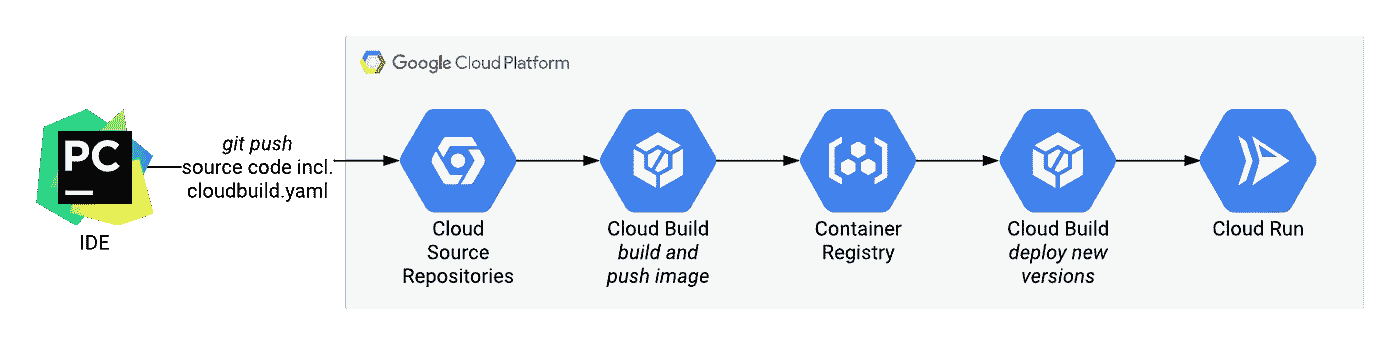 Google Cloud Platform
PC
IDE
git push
source code incl.
cloudbuild.yaml
Cloud
Source
Repositories
Cloud Build
build and
push image
Container
Registry
Cloud Build
deploy new
versions
Cloud Run